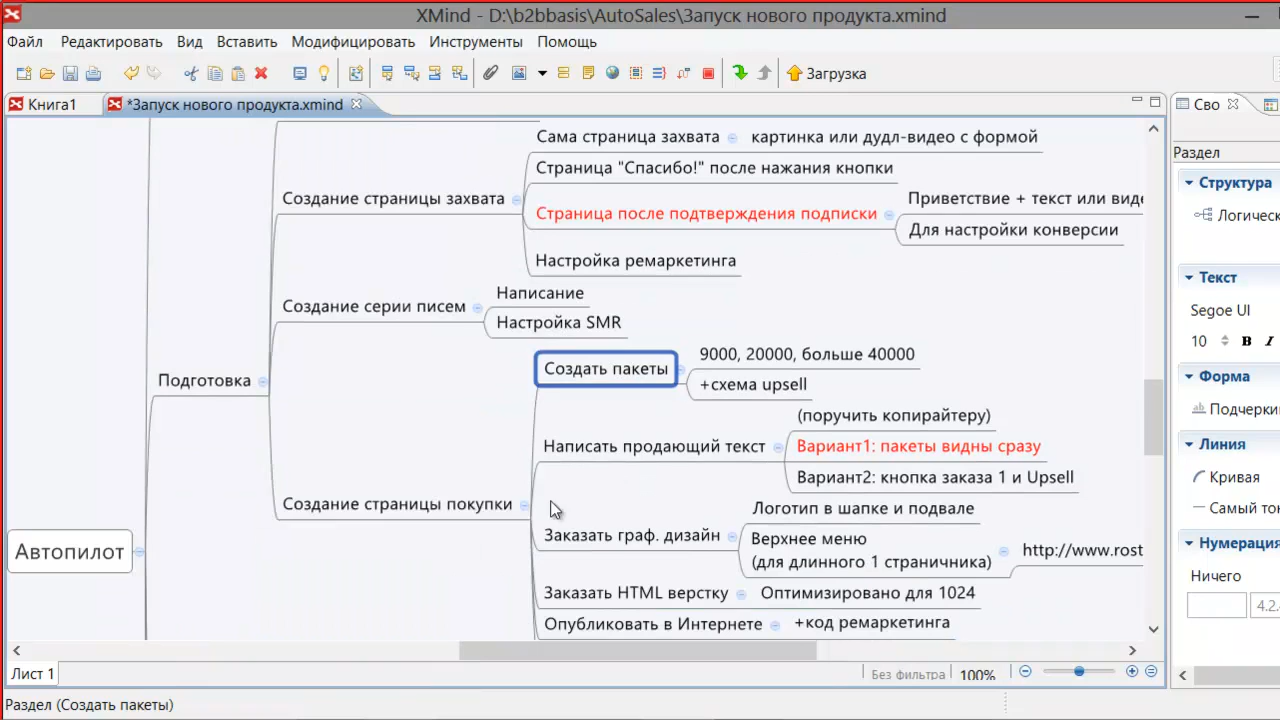 XMind - D:\b2bbasis\AutoSales\Запуск нового продукта.xmind
Файл Редактировать Вид Вставить Модифицировать Инструменты Помощь
Загрузка
Книга1
*Запуск нового продукта.xmind
Сво
Раздел
Структура
Логическ
Текст
Segoe UI
10 B I
Форма
Подчерки
Линия
Кривая
Самый то
Нумерация
Ничего
4.2.
Сама страница захвата
картинка или дудл-видео с формой
Страница "Спасибо!" после нажания кнопки
Создание страницы захвата
Страница после подтверждения подписки
Приветствие + текст или виде
Для настройки конверсии
Настройка ремаркетинга
Создание серии писем
Написание
Настройка SMR
Подготовка
Создать пакеты
9000, 20000, больше 40000
+схема upsell
Написать продающий текст
(поручить копирайтеру)
Вариант1: пакеты видны сразу
Вариант2: кнопка заказа 1 и Upsell
Создание страницы покупки
Заказать граф. дизайн
Логотип в шапке и подвале
Верхнее меню
(для длинного 1 страничника)
http://www.rost
Автопилот
Заказать HTML верстку
Оптимизировано для 1024
Опубликовать в Интернете
+код ремаркетинга
Лист 1
Без фильтра
100%
Раздел (Создать пакеты)